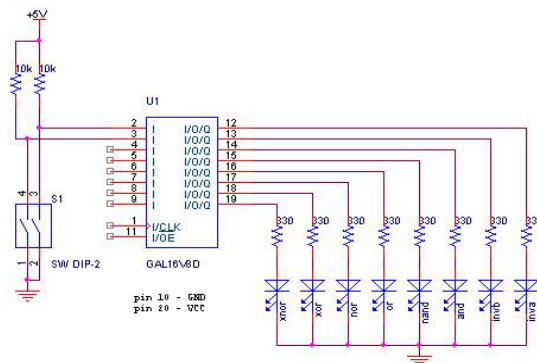 +5V
10k 10k
U1
2 I I/O/Q 12
3 I I/O/Q 13
4 I I/O/Q 14
5 I I/O/Q 15
6 I I/O/Q 16
7 I I/O/Q 17
8 I I/O/Q 18
9 I I/O/Q 19
1 I/CLK
11 I/OE
GAL16V8D
4 3
S1
1 2
SW DIP-2
pin 10 - GND
pin 20 - VCC
330 330 330 330 330 330 330 33
xnor xor nor or nand and invb inva